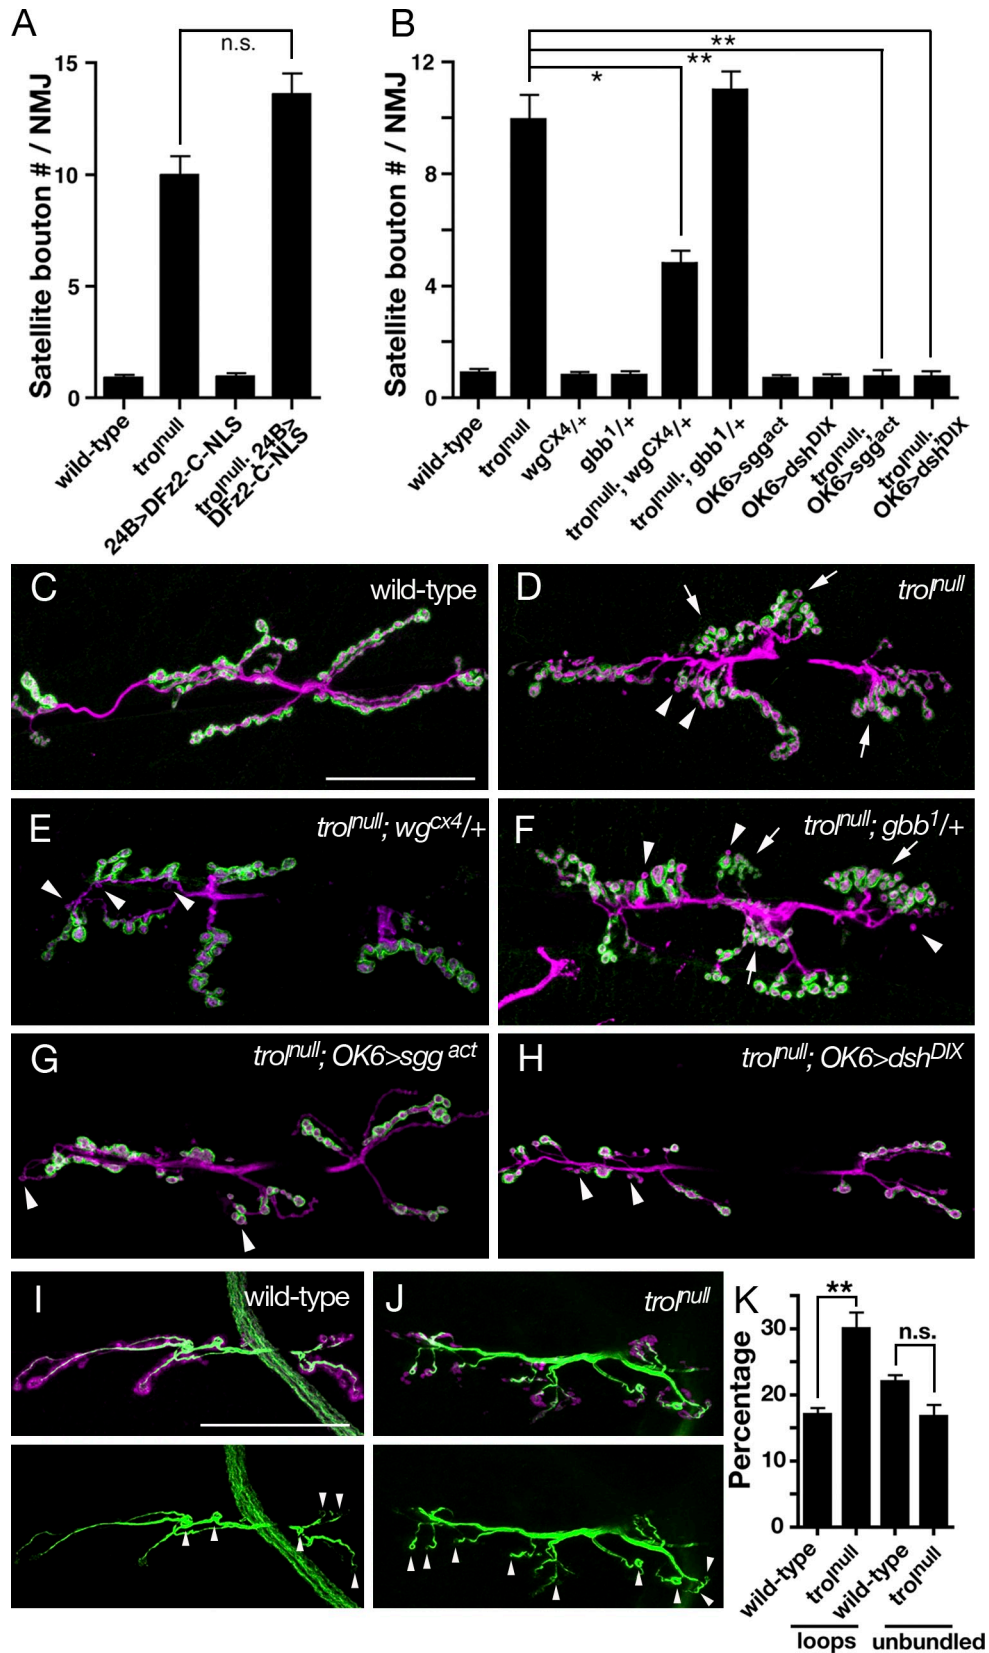 A
n.s.
Satellite bouton # / NMJ
15
10
5
0
wild-type
trolnull
24B>DFz2-C-NLS
trolnull. 24B>
DFz2-C-NLS
B
**
**
*
Satellite bouton # / NMJ
12
8
4
0
wild-type
trolnull
wgCX4/+
gbb1/+
trolnull; wgCX4/+
trolnull; gbb1/+
OK6>sggact
OK6>dshDIX
trolnull.
OK6>sggact
trolnull;
OK6>dshDIX
C
wild-type
D
trolnull
E
trolnull; wgcx4/+
F
trolnull; gbb1/+
G
trolnull; OK6>sgg act
H
trolnull; OK6>dshDIX
I
wild-type
J
trolnull
K
**
n.s.
Percentage
30
20
10
0
wild-type
trolnull
wild-type
trolnull
loops
unbundled